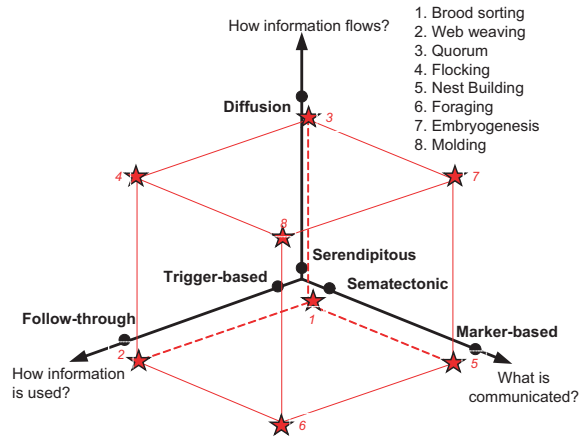 How information flows?
1. Brood sorting
2. Web weaving
3. Quorum
4. Flocking
5. Nest Building
6. Foraging
7. Embryogenesis
8. Molding
Diffusion
3
4
7
8
Serendipitous
Trigger-based
Sematectonic
Follow-through
1
Marker-based
2
5
How information
is used?
What is
communicated?
6